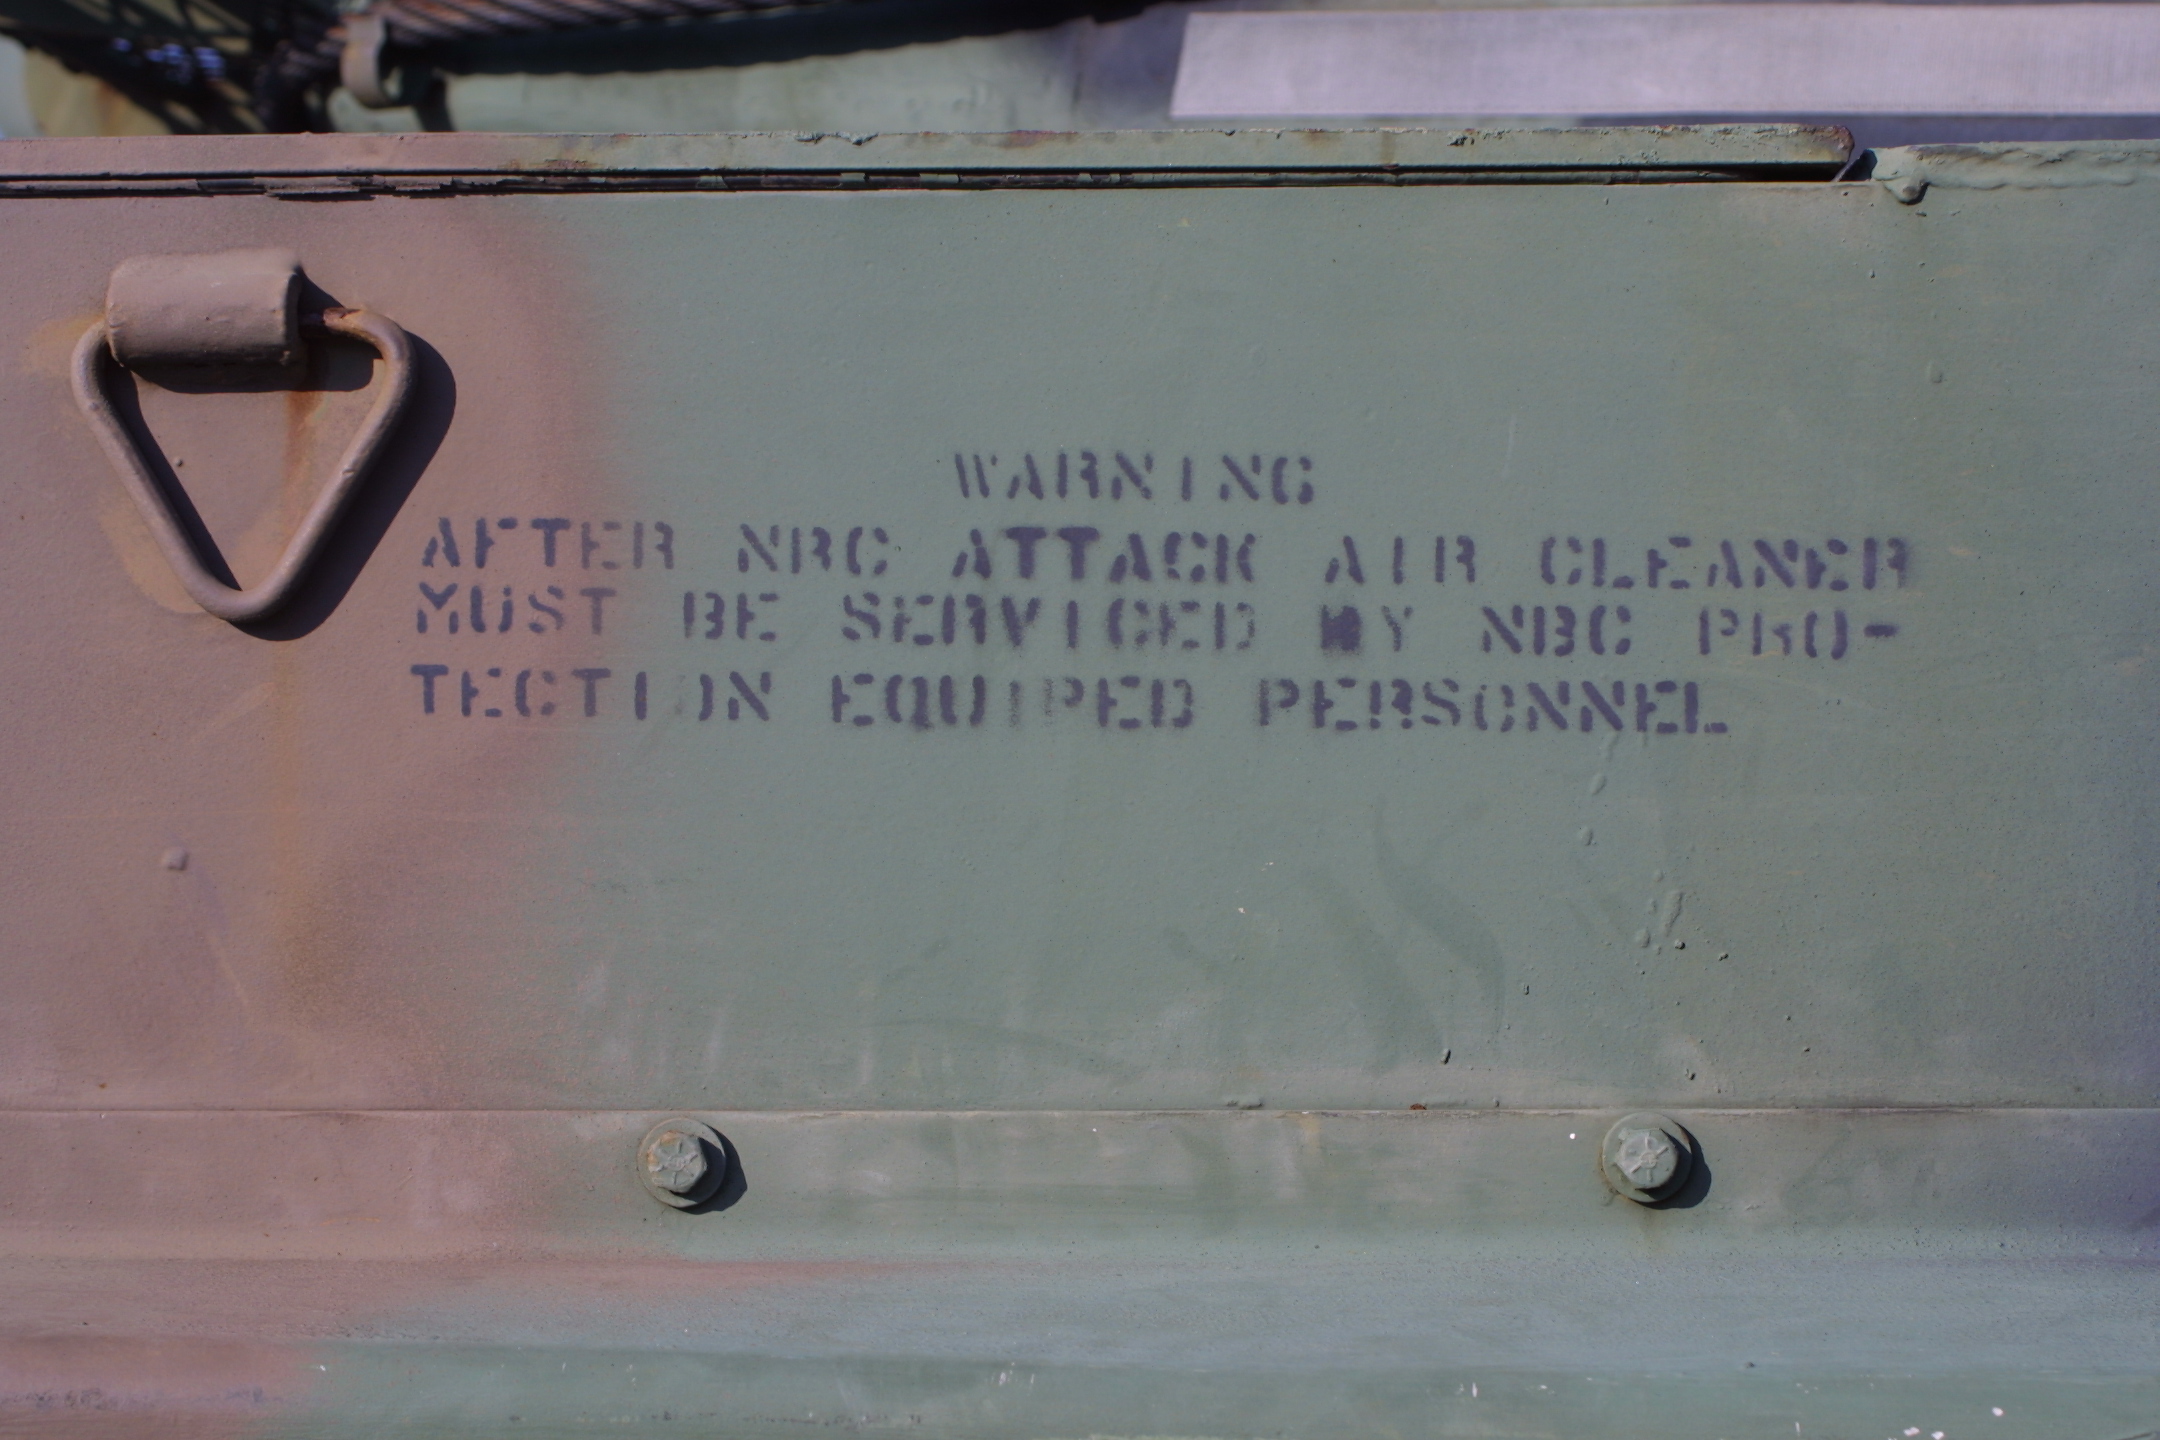 WARNING
AFTER NBC ATTACK AIR CLEANER
MUST BE SERVICED BY NBC PRO-
TECTION EQUIPED PERSONNEL